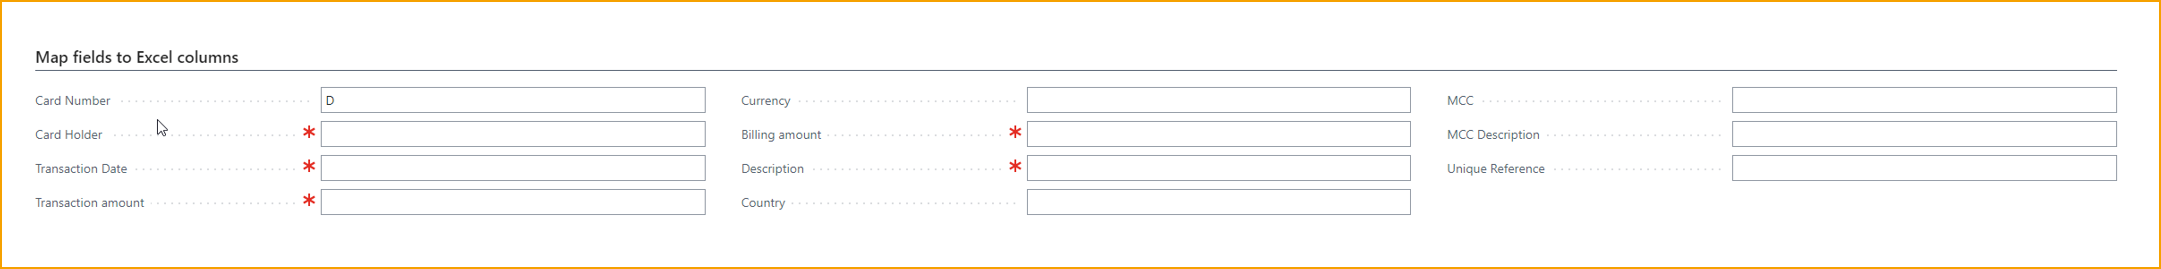 Map fields to Excel columns
Card Number D
Card Holder *
Transaction Date *
Transaction amount *
Currency
Billing amount *
Description *
Country
MCC
MCC Description
Unique Reference